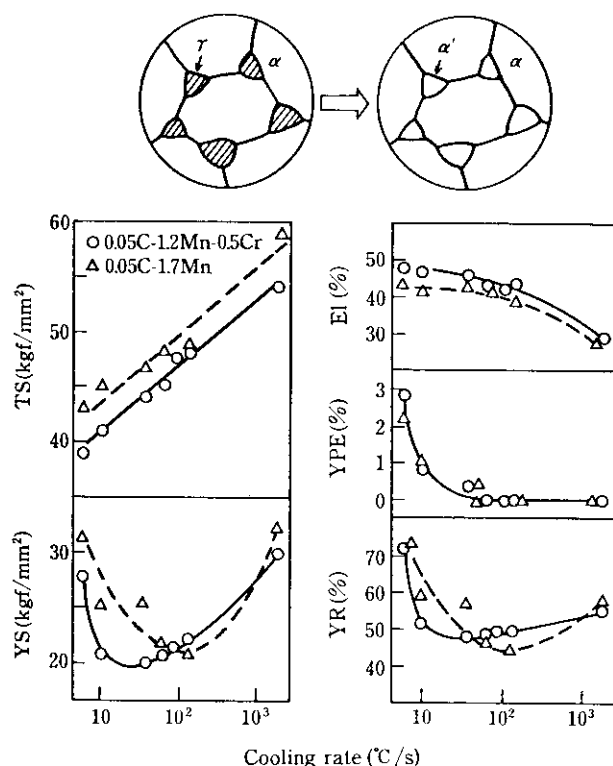 γ
α
α′
α
60
50
40
TS(kgf/mm²)
○ 0.05C-1.2Mn-0.5Cr
△ 0.05C-1.7Mn
30
20
YS(kgf/mm²)
10
10²
10³
50
40
30
El(%)
3
2
1
0
YPE(%)
70
60
50
40
YR(%)
10
10²
10³
Cooling rate (℃/s)